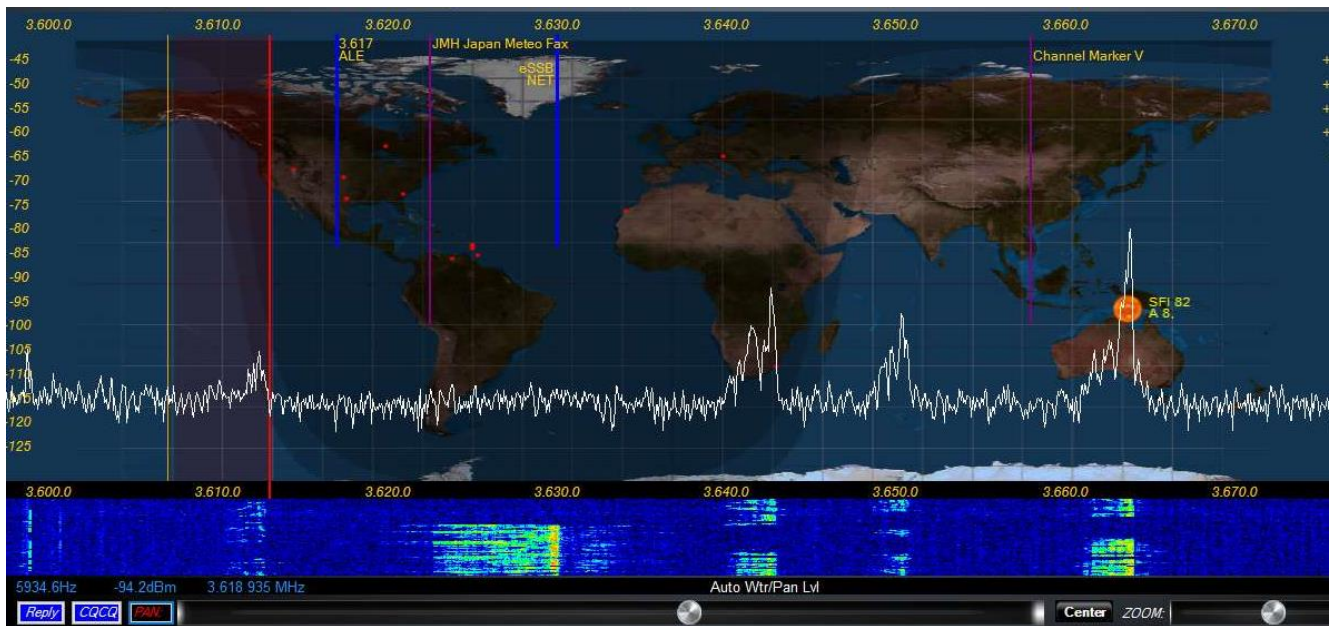 3.600.0 3.610.0 3.620.0 3.630.0 3.640.0 3.650.0 3.660.0 3.670.0
3.617
ALE
JMH Japan Meteo Fax
eSSB
NET
Channel Marker V
-45
-50
-55
-60
-65
-70
-75
-80
-85
-90
-95
-100
-105
-110
-115
-120
-125
SFI 82
A 8,
3.600.0 3.610.0 3.620.0 3.630.0 3.640.0 3.650.0 3.660.0 3.670.0
5934.6Hz -94.2dBm 3.618 935 MHz Auto Wtr/Pan Lvl
Reply CQCQ PAN Center ZOOM: